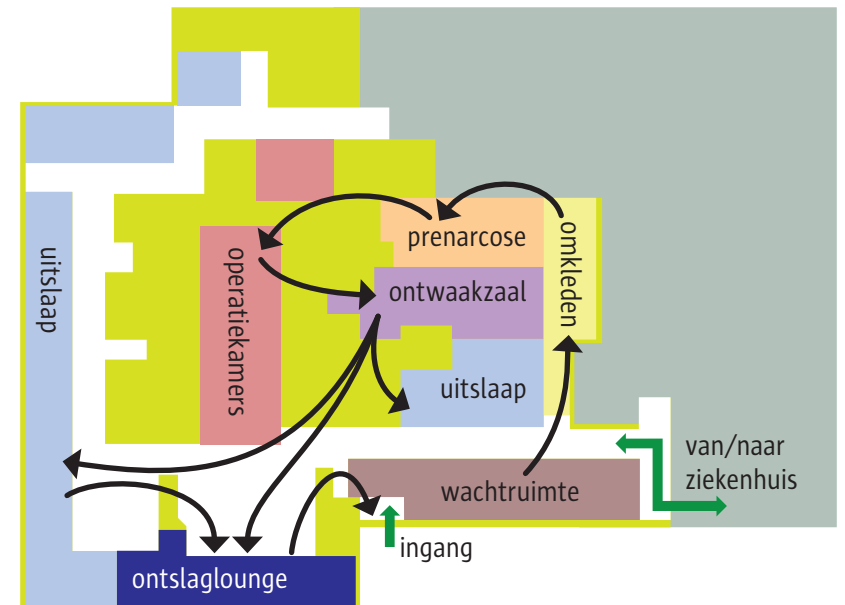 prenarcose
omkleden
uitslaap
operatiekamers
ontwaakzaal
uitslaap
van/naar
ziekenhuis
wachtruimte
ingang
ontslaglounge